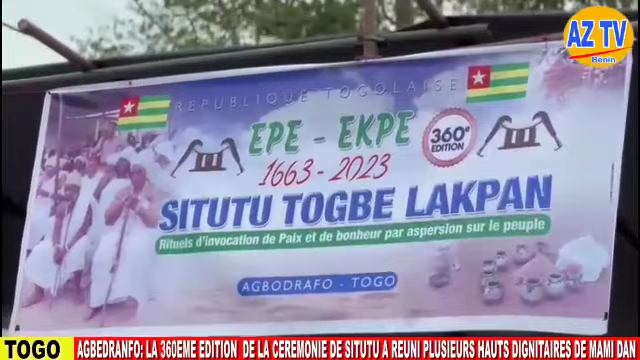 AZ TV
Benin
REPUBLIQUE TOGOLAISE
EPE - EKPE
360e
EDITION
1663-2023
SITUTU TOGBE LAKPAN
Rituels d'invocation de Paix et de bonheur par aspersion sur le peuple
AGBODRAFO - TOGO
TOGO AGBEDRANFO: LA 360EME EDITION DE LA CEREMONIE DE SITUTU A REUNI PLUSIEURS HAUTS DIGNITAIRES DE MAMI DAN